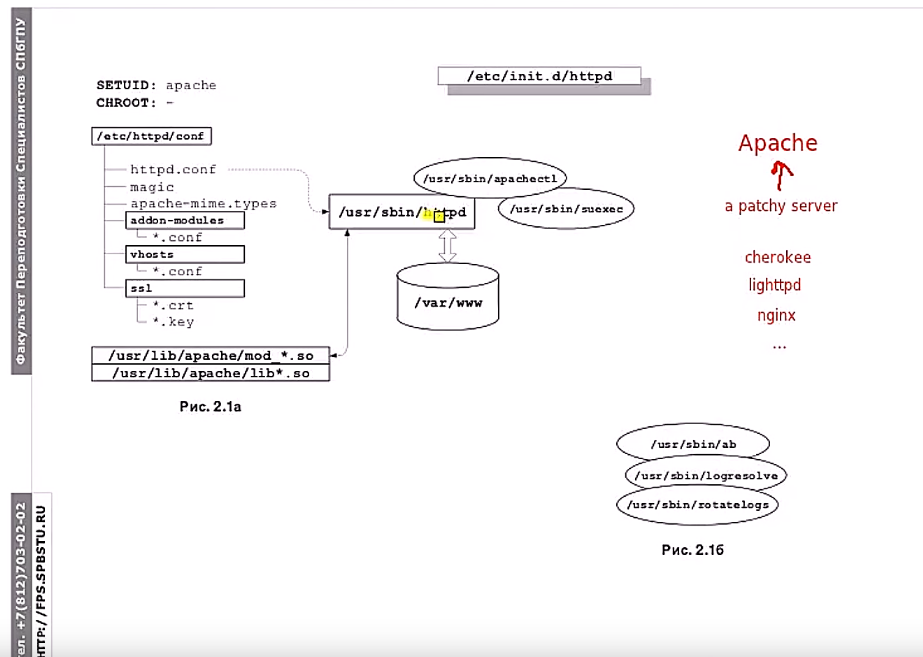 Факультет Переподготовки Специалистов СПбГПУ
SETUID: apache
CHROOT: -
/etc/init.d/httpd
/etc/httpd/conf
httpd.conf
magic
apache-mime.types
addon-modules
*.conf
vhosts
*.conf
ssl
*.crt
*.key
/usr/sbin/apachectl
/usr/sbin/httpd
/usr/sbin/suexec
/var/www
/usr/lib/apache/mod_*.so
/usr/lib/apache/lib*.so
Рис. 2.1а
Apache
a patchy server
cherokee
lighttpd
nginx
...
/usr/sbin/ab
/usr/sbin/logresolve
/usr/sbin/rotatelogs
Рис. 2.1б
ел. +7(812)703-02-02
HTTP://FPS.SPBSTU.RU